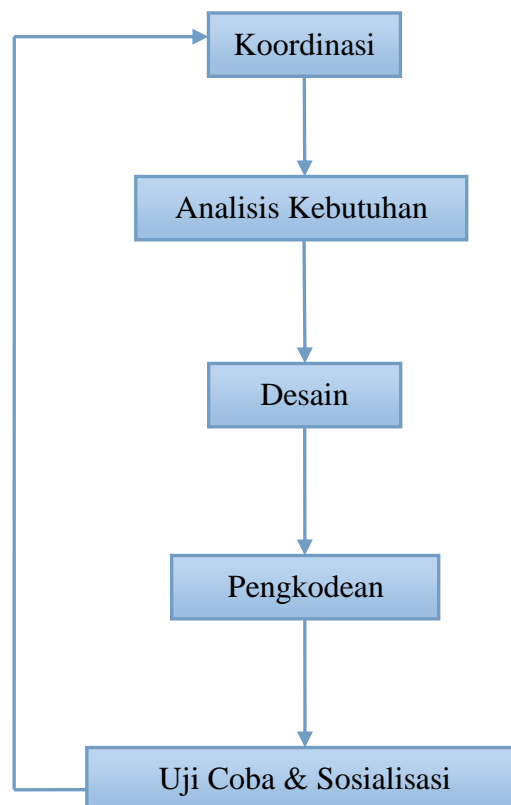 Koordinasi
Analisis Kebutuhan
Desain
Pengkodean
Uji Coba & Sosialisasi